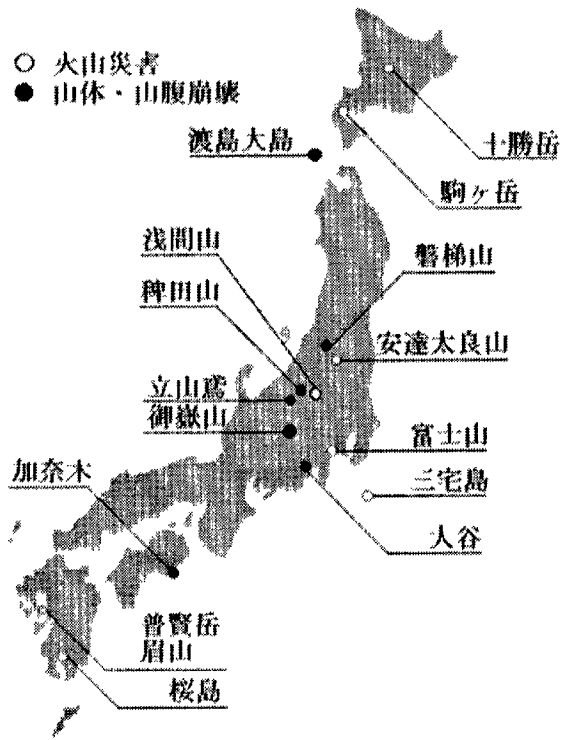 火山災害
山体・山腹崩壊
渡島大島
十勝岳
駒ヶ岳
浅間山
磐梯山
稗田山
安達太良山
立山鳶
御嶽山
富士山
加奈木
三宅島
大谷
普賢岳
眉山
桜島